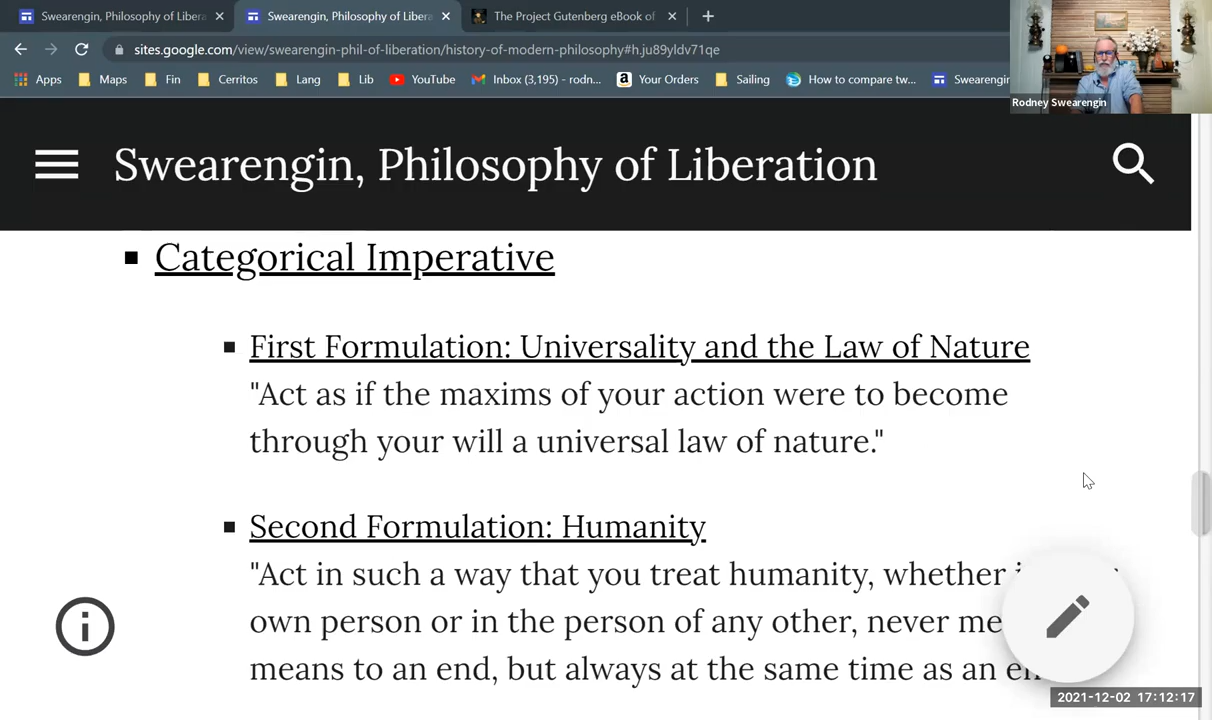 Swearengin, Philosophy of Libera
Swearengin, Philosophy of Libera
The Project Gutenberg eBook of
sites.google.com/view/swearengin-phil-of-liberation/history-of-modern-philosophy#h.ju89yldv71qe
Apps Maps Fin Cerritos Lang Lib YouTube Inbox (3,195) - rodn... Your Orders Sailing How to compare tw... Swearengin
Rodney Swearengin
Swearengin, Philosophy of Liberation
▪ Categorical Imperative
▪ First Formulation: Universality and the Law of Nature
"Act as if the maxims of your action were to become
through your will a universal law of nature."
▪ Second Formulation: Humanity
"Act in such a way that you treat humanity, whether
own person or in the person of any other, never
means to an end, but always at the same time as an
2021-12-02 17:12:17